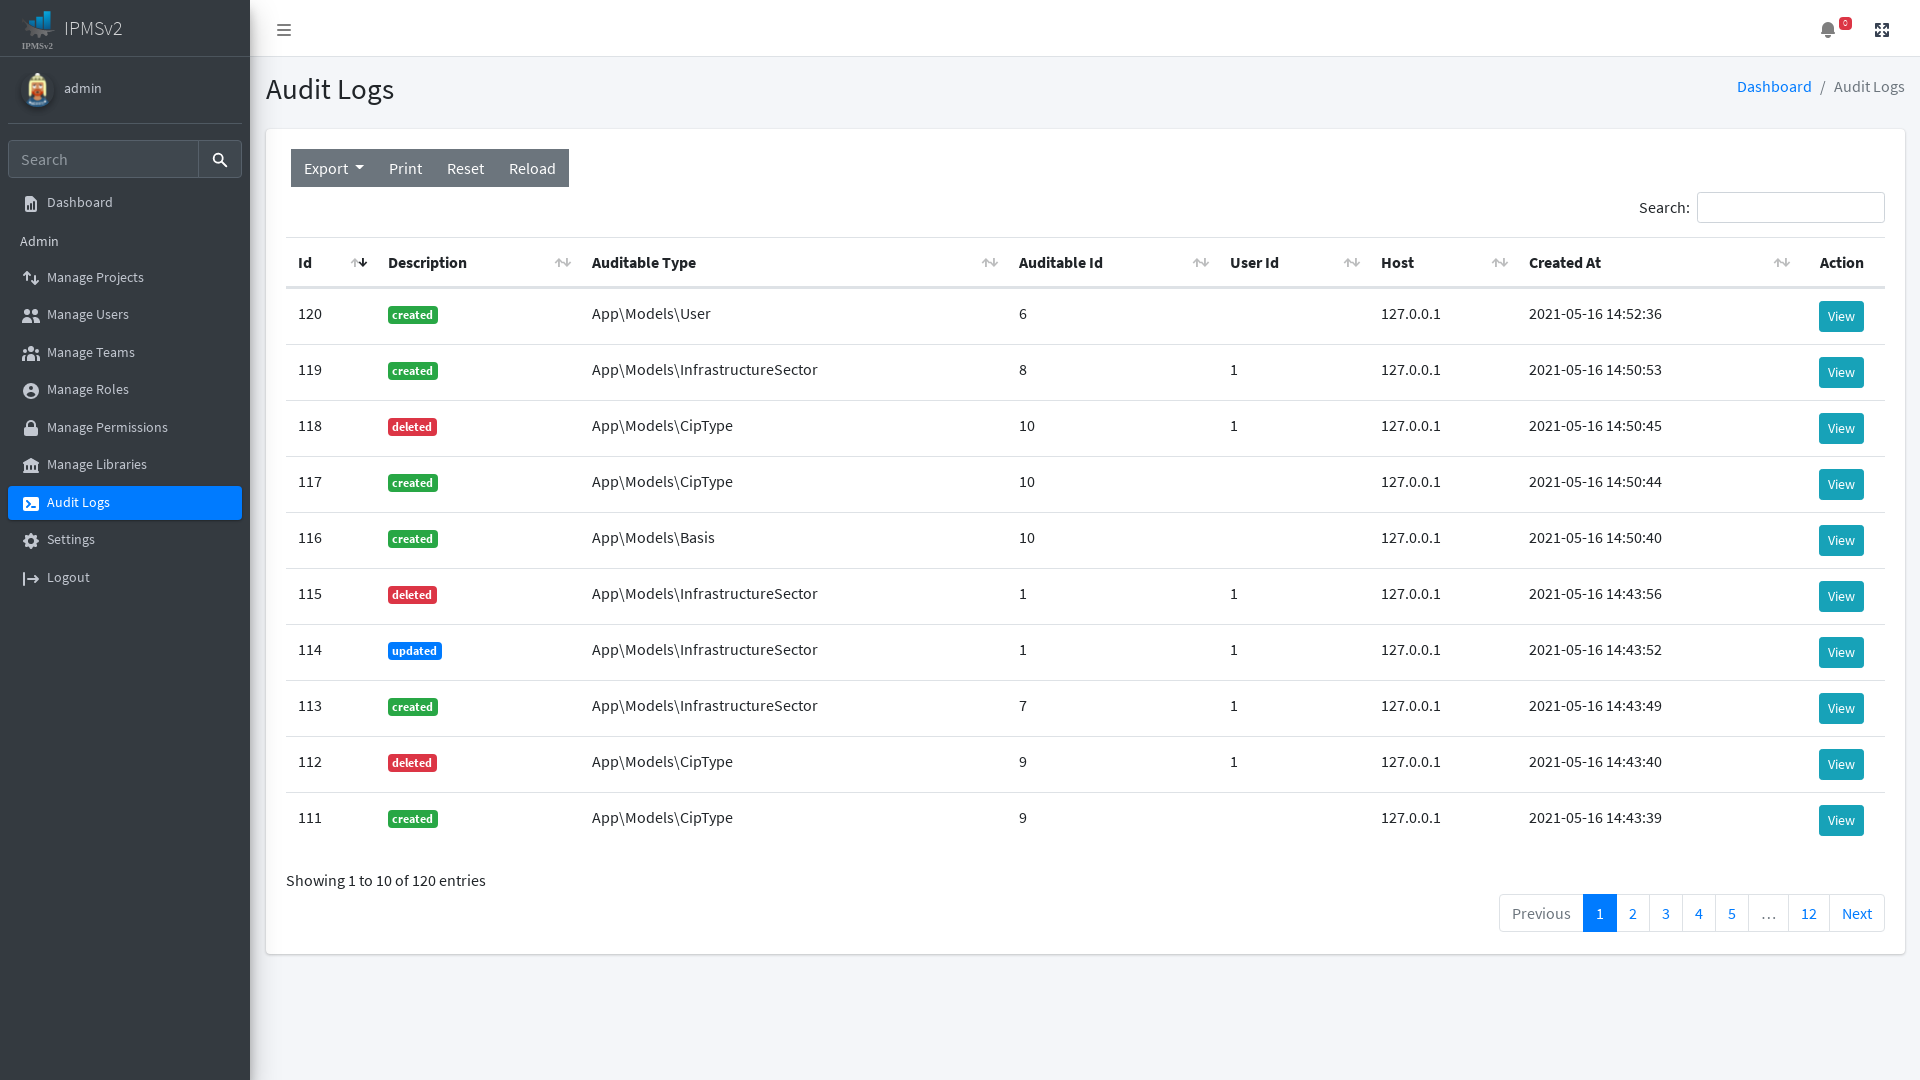 IPMSv2
IPMSv2
0
admin
Search
Dashboard
Admin
Manage Projects
Manage Users
Manage Teams
Manage Roles
Manage Permissions
Manage Libraries
Audit Logs
Settings
Logout
Audit Logs
Dashboard / Audit Logs
Export Print Reset Reload
Search:
Id Description Auditable Type Auditable Id User Id Host Created At Action
120 created App\Models\User 6 127.0.0.1 2021-05-16 14:52:36 View
119 created App\Models\InfrastructureSector 8 1 127.0.0.1 2021-05-16 14:50:53 View
118 deleted App\Models\CipType 10 1 127.0.0.1 2021-05-16 14:50:45 View
117 created App\Models\CipType 10 127.0.0.1 2021-05-16 14:50:44 View
116 created App\Models\Basis 10 127.0.0.1 2021-05-16 14:50:40 View
115 deleted App\Models\InfrastructureSector 1 1 127.0.0.1 2021-05-16 14:43:56 View
114 updated App\Models\InfrastructureSector 1 1 127.0.0.1 2021-05-16 14:43:52 View
113 created App\Models\InfrastructureSector 7 1 127.0.0.1 2021-05-16 14:43:49 View
112 deleted App\Models\CipType 9 1 127.0.0.1 2021-05-16 14:43:40 View
111 created App\Models\CipType 9 127.0.0.1 2021-05-16 14:43:39 View
Showing 1 to 10 of 120 entries
Previous 1 2 3 4 5 … 12 Next